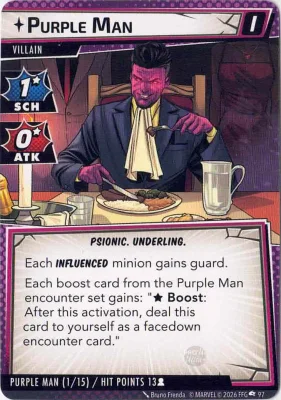 PURPLE MAN
I
VILLAIN
1*
SCH
0*
ATK
PSIONIC. UNDERLING.
Each INFLUENCED minion gains guard.
Each boost card from the Purple Man
encounter set gains: "★ Boost:
After this activation, deal this
card to yourself as a facedown
encounter card."
PURPLE MAN (1/15) / HIT POINTS 13
Bruno Frenda © MARVEL © 2026 FFG 97